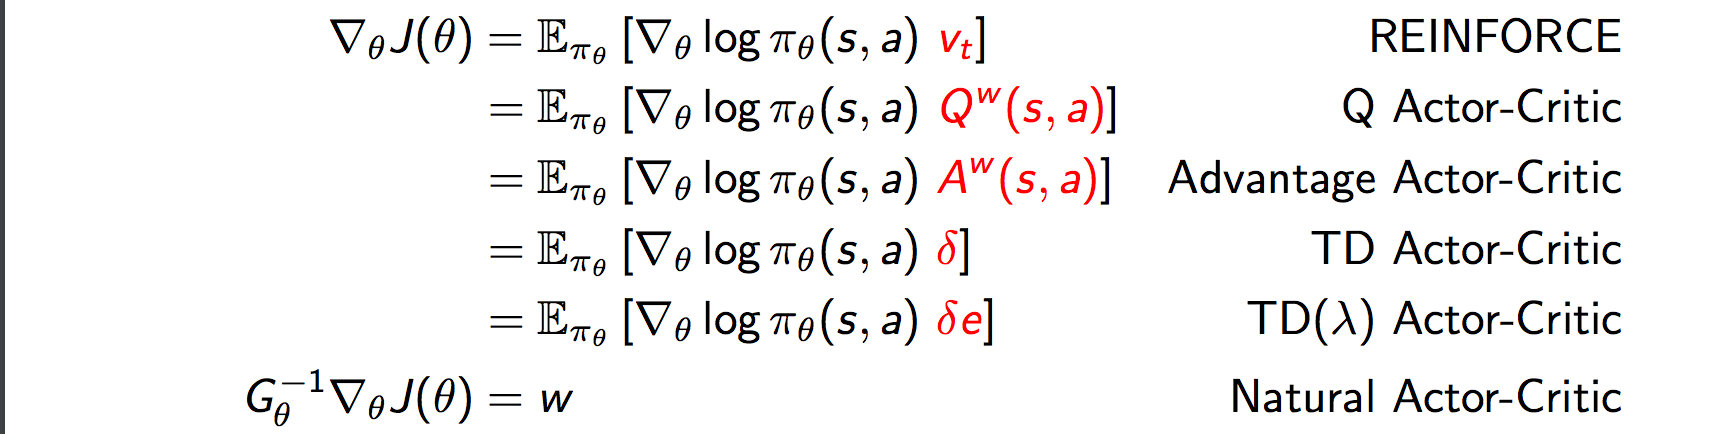 ∇θJ(θ) = 𝔼πθ [∇θ log πθ(s, a) vt] REINFORCE
= 𝔼πθ [∇θ log πθ(s, a) Qʷ(s, a)] Q Actor-Critic
= 𝔼πθ [∇θ log πθ(s, a) Aʷ(s, a)] Advantage Actor-Critic
= 𝔼πθ [∇θ log πθ(s, a) δ] TD Actor-Critic
= 𝔼πθ [∇θ log πθ(s, a) δe] TD(λ) Actor-Critic
Gθ⁻¹∇θJ(θ) = w Natural Actor-Critic